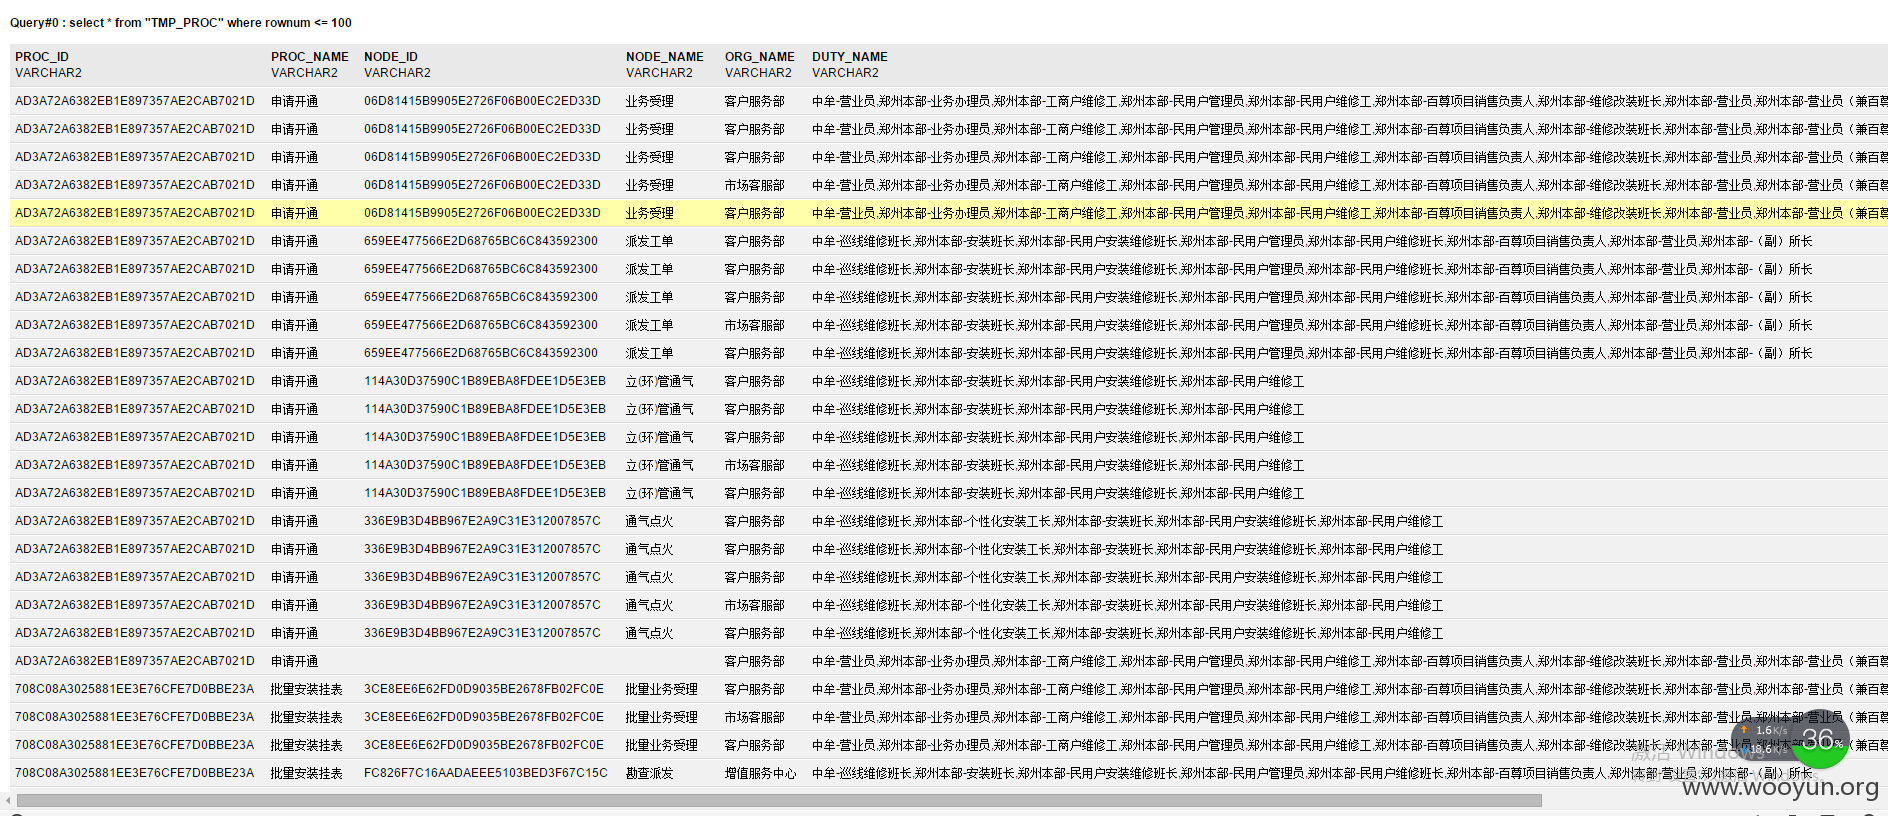 Query#0 : select * from "TMP_PROC" where rownum <= 100
PROC_ID PROC_NAME NODE_ID NODE_NAME ORG_NAME DUTY_NAME
VARCHAR2 VARCHAR2 VARCHAR2 VARCHAR2 VARCHAR2 VARCHAR2
AD3A72A6382EB1E897357AE2CAB7021D 申请开通 06D81415B9905E2726F06B00EC2ED33D 业务受理 客户服务部 中牟-营业员,郑州本部-业务办理员,郑州本部-工商户维修工,郑州本部-民用户管理员,郑州本部-民用户维修工,郑州本部-百尊项目销售负责人,郑州本部-维修改装班长,郑州本部-营业员,郑州本部-营业员（兼百尊
AD3A72A6382EB1E897357AE2CAB7021D 申请开通 06D81415B9905E2726F06B00EC2ED33D 业务受理 客户服务部 中牟-营业员,郑州本部-业务办理员,郑州本部-工商户维修工,郑州本部-民用户管理员,郑州本部-民用户维修工,郑州本部-百尊项目销售负责人,郑州本部-维修改装班长,郑州本部-营业员,郑州本部-营业员（兼百尊
AD3A72A6382EB1E897357AE2CAB7021D 申请开通 06D81415B9905E2726F06B00EC2ED33D 业务受理 客户服务部 中牟-营业员,郑州本部-业务办理员,郑州本部-工商户维修工,郑州本部-民用户管理员,郑州本部-民用户维修工,郑州本部-百尊项目销售负责人,郑州本部-维修改装班长,郑州本部-营业员,郑州本部-营业员（兼百尊
AD3A72A6382EB1E897357AE2CAB7021D 申请开通 06D81415B9905E2726F06B00EC2ED33D 业务受理 市场客服部 中牟-营业员,郑州本部-业务办理员,郑州本部-工商户维修工,郑州本部-民用户管理员,郑州本部-民用户维修工,郑州本部-百尊项目销售负责人,郑州本部-维修改装班长,郑州本部-营业员,郑州本部-营业员（兼百尊
AD3A72A6382EB1E897357AE2CAB7021D 申请开通 06D81415B9905E2726F06B00EC2ED33D 业务受理 客户服务部 中牟-营业员,郑州本部-业务办理员,郑州本部-工商户维修工,郑州本部-民用户管理员,郑州本部-民用户维修工,郑州本部-百尊项目销售负责人,郑州本部-维修改装班长,郑州本部-营业员,郑州本部-营业员（兼百尊
AD3A72A6382EB1E897357AE2CAB7021D 申请开通 659EE477566E2D68765BC6C843592300 派发工单 客户服务部 中牟-巡线维修班长,郑州本部-安装班长,郑州本部-民用户安装维修班长,郑州本部-民用户管理员,郑州本部-民用户维修班长,郑州本部-百尊项目销售负责人,郑州本部-营业员,郑州本部-（副）所长
AD3A72A6382EB1E897357AE2CAB7021D 申请开通 659EE477566E2D68765BC6C843592300 派发工单 客户服务部 中牟-巡线维修班长,郑州本部-安装班长,郑州本部-民用户安装维修班长,郑州本部-民用户管理员,郑州本部-民用户维修班长,郑州本部-百尊项目销售负责人,郑州本部-营业员,郑州本部-（副）所长
AD3A72A6382EB1E897357AE2CAB7021D 申请开通 659EE477566E2D68765BC6C843592300 派发工单 客户服务部 中牟-巡线维修班长,郑州本部-安装班长,郑州本部-民用户安装维修班长,郑州本部-民用户管理员,郑州本部-民用户维修班长,郑州本部-百尊项目销售负责人,郑州本部-营业员,郑州本部-（副）所长
AD3A72A6382EB1E897357AE2CAB7021D 申请开通 659EE477566E2D68765BC6C843592300 派发工单 市场客服部 中牟-巡线维修班长,郑州本部-安装班长,郑州本部-民用户安装维修班长,郑州本部-民用户管理员,郑州本部-民用户维修班长,郑州本部-百尊项目销售负责人,郑州本部-营业员,郑州本部-（副）所长
AD3A72A6382EB1E897357AE2CAB7021D 申请开通 659EE477566E2D68765BC6C843592300 派发工单 客户服务部 中牟-巡线维修班长,郑州本部-安装班长,郑州本部-民用户安装维修班长,郑州本部-民用户管理员,郑州本部-民用户维修班长,郑州本部-百尊项目销售负责人,郑州本部-营业员,郑州本部-（副）所长
AD3A72A6382EB1E897357AE2CAB7021D 申请开通 114A30D37590C1B89EBA8FDEE1D5E3EB 立(环)管通气 客户服务部 中牟-巡线维修班长,郑州本部-安装班长,郑州本部-民用户安装维修班长,郑州本部-民用户维修工
AD3A72A6382EB1E897357AE2CAB7021D 申请开通 114A30D37590C1B89EBA8FDEE1D5E3EB 立(环)管通气 客户服务部 中牟-巡线维修班长,郑州本部-安装班长,郑州本部-民用户安装维修班长,郑州本部-民用户维修工
AD3A72A6382EB1E897357AE2CAB7021D 申请开通 114A30D37590C1B89EBA8FDEE1D5E3EB 立(环)管通气 客户服务部 中牟-巡线维修班长,郑州本部-安装班长,郑州本部-民用户安装维修班长,郑州本部-民用户维修工
AD3A72A6382EB1E897357AE2CAB7021D 申请开通 114A30D37590C1B89EBA8FDEE1D5E3EB 立(环)管通气 市场客服部 中牟-巡线维修班长,郑州本部-安装班长,郑州本部-民用户安装维修班长,郑州本部-民用户维修工
AD3A72A6382EB1E897357AE2CAB7021D 申请开通 114A30D37590C1B89EBA8FDEE1D5E3EB 立(环)管通气 客户服务部 中牟-巡线维修班长,郑州本部-安装班长,郑州本部-民用户安装维修班长,郑州本部-民用户维修工
AD3A72A6382EB1E897357AE2CAB7021D 申请开通 336E9B3D4BB967E2A9C31E312007857C 通气点火 客户服务部 中牟-巡线维修班长,郑州本部-个性化安装工长,郑州本部-安装班长,郑州本部-民用户安装维修班长,郑州本部-民用户维修工
AD3A72A6382EB1E897357AE2CAB7021D 申请开通 336E9B3D4BB967E2A9C31E312007857C 通气点火 客户服务部 中牟-巡线维修班长,郑州本部-个性化安装工长,郑州本部-安装班长,郑州本部-民用户安装维修班长,郑州本部-民用户维修工
AD3A72A6382EB1E897357AE2CAB7021D 申请开通 336E9B3D4BB967E2A9C31E312007857C 通气点火 客户服务部 中牟-巡线维修班长,郑州本部-个性化安装工长,郑州本部-安装班长,郑州本部-民用户安装维修班长,郑州本部-民用户维修工
AD3A72A6382EB1E897357AE2CAB7021D 申请开通 336E9B3D4BB967E2A9C31E312007857C 通气点火 市场客服部 中牟-巡线维修班长,郑州本部-个性化安装工长,郑州本部-安装班长,郑州本部-民用户安装维修班长,郑州本部-民用户维修工
AD3A72A6382EB1E897357AE2CAB7021D 申请开通 336E9B3D4BB967E2A9C31E312007857C 通气点火 客户服务部 中牟-巡线维修班长,郑州本部-个性化安装工长,郑州本部-安装班长,郑州本部-民用户安装维修班长,郑州本部-民用户维修工
AD3A72A6382EB1E897357AE2CAB7021D 申请开通 客户服务部 中牟-营业员,郑州本部-业务办理员,郑州本部-工商户维修工,郑州本部-民用户管理员,郑州本部-民用户维修工,郑州本部-百尊项目销售负责人,郑州本部-维修改装班长,郑州本部-营业员,郑州本部-营业员（兼百尊
708C08A3025881EE3E76CFE7D0BBE23A 批量安装挂表 3CE8EE6E62FD0D9035BE2678FB02FC0E 批量业务受理 客户服务部 中牟-营业员,郑州本部-业务办理员,郑州本部-工商户维修工,郑州本部-民用户管理员,郑州本部-民用户维修工,郑州本部-百尊项目销售负责人,郑州本部-维修改装班长,郑州本部-营业员,郑州本部-营业员（兼百尊
708C08A3025881EE3E76CFE7D0BBE23A 批量安装挂表 3CE8EE6E62FD0D9035BE2678FB02FC0E 批量业务受理 市场客服部 中牟-营业员,郑州本部-业务办理员,郑州本部-工商户维修工,郑州本部-民用户管理员,郑州本部-民用户维修工,郑州本部-百尊项目销售负责人,郑州本部-维修改装班长,郑州本部-营业员,郑州本部-营业员（兼百尊
708C08A3025881EE3E76CFE7D0BBE23A 批量安装挂表 3CE8EE6E62FD0D9035BE2678FB02FC0E 批量业务受理 客户服务部 中牟-营业员,郑州本部-业务办理员,郑州本部-工商户维修工,郑州本部-民用户管理员,郑州本部-民用户维修工,郑州本部-百尊项目销售负责人,郑州本部-维修改装班长,郑州本部-营业员
708C08A3025881EE3E76CFE7D0BBE23A 批量安装挂表 FC826F7C16AADAEEE5103BED3F67C15C 勘查派发 增值服务中心 中牟-巡线维修班长,郑州本部-安装班长,郑州本部-民用户安装维修班长,郑州本部-民用户管理员,郑州本部-民用户维修班长,郑州本部-百尊项目销售负责人,郑州本部-营业员,郑州本部-（副）所长
1.6K/s
18.6K/s
36%
激活 Windows
www.wooyun.org